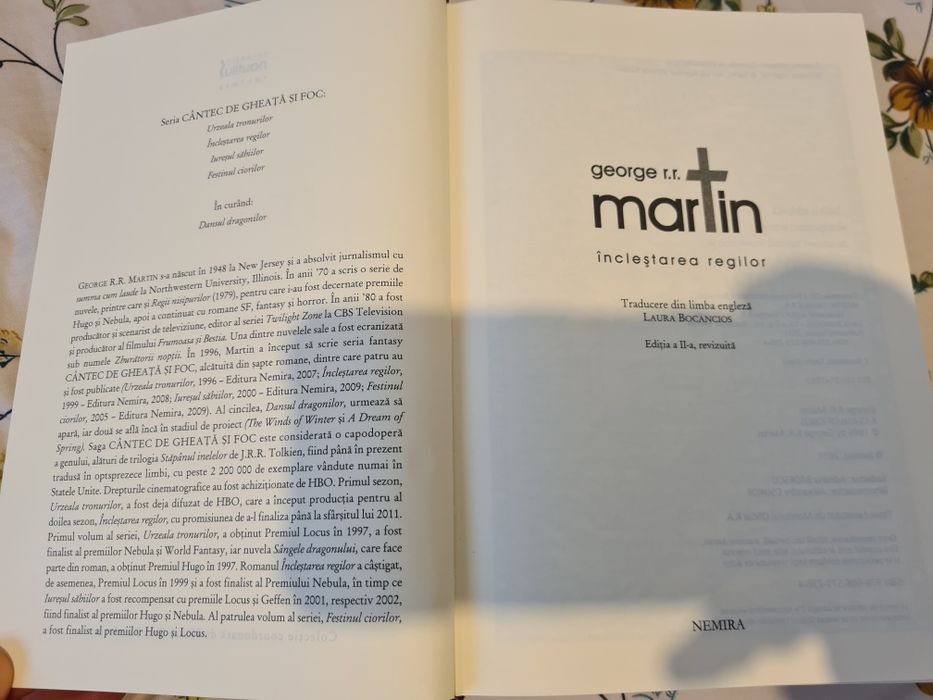 Seria CÂNTEC DE GHEAȚĂ ȘI FOC:
Urzeala tronurilor
Încleștarea regilor
Iureșul săbiilor
Festinul ciorilor
În curând:
Dansul dragonilor
GEORGE R.R. MARTIN s-a născut în 1948 la New Jersey și a absolvit jurnalismul cu
summa cum laude la Northwestern University, Illinois. În anii '70 a scris o serie de
nuvele, printre care și Regii nisipurilor (1979), pentru care i-au fost decernate premiile
Hugo și Nebula, apoi a continuat cu romane SF, fantasy și horror. În anii '80 a fost
producător și scenarist de televiziune, editor al seriei Twilight Zone la CBS Television
și producător al filmului Frumoasa și Bestia. Una dintre nuvelele sale a fost ecranizată
sub numele Zburătorii nopții. În 1996, Martin a început să scrie seria fantasy
CÂNTEC DE GHEAȚĂ ȘI FOC, alcătuită din șapte romane, dintre care patru au
și fost publicate (Urzeala tronurilor, 1996 – Editura Nemira, 2007; Încleștarea regilor,
1999 – Editura Nemira, 2008; Iureșul săbiilor, 2000 – Editura Nemira, 2009; Festinul
ciorilor, 2005 – Editura Nemira, 2009). Al cincilea, Dansul dragonilor, urmează să
apară, iar două se află încă în stadiul de proiect (The Winds of Winter și A Dream of
Spring). Saga CÂNTEC DE GHEAȚĂ ȘI FOC este considerată o capodoperă
a genului, alături de trilogia Stăpânul inelelor de J.R.R. Tolkien, fiind până în prezent
tradusă în optsprezece limbi, cu peste 2 200 000 de exemplare vândute numai în
Statele Unite. Drepturile cinematografice au fost achiziționate de HBO. Primul sezon,
Urzeala tronurilor, a fost deja difuzat de HBO, care a început producția pentru al
doilea sezon, Încleștarea regilor, cu promisiunea de a-l finaliza până la sfârșitul lui 2011.
Primul volum al seriei, Urzeala tronurilor, a obținut Premiul Locus în 1997, a fost
finalist al premiilor Nebula și World Fantasy, iar nuvela Sângele dragonului, care face
parte din roman, a obținut Premiul Hugo în 1997. Romanul Încleștarea regilor a câștigat,
de asemenea, Premiul Locus în 1999 și a fost finalist al Premiului Nebula, în timp ce
Iureșul săbiilor a fost recompensat cu premiile Locus și Geffen în 2001, respectiv 2002,
fiind finalist al premiilor Hugo și Nebula. Al patrulea volum al seriei, Festinul ciorilor,
a fost finalist al premiilor Hugo și Locus.
george r.r.
martin
încleștarea regilor
Traducere din limba engleză
LAURA BOCANCIOS
Ediția a II-a, revizuită
NEMIRA